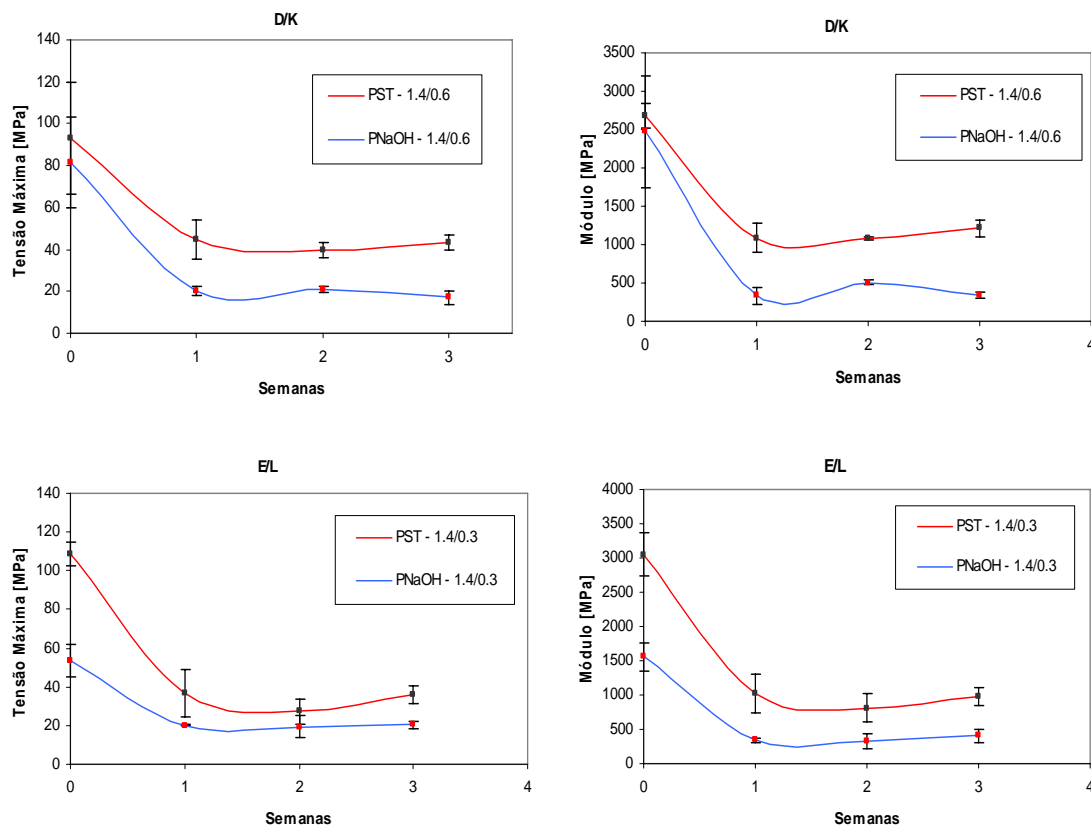 D/K
Tensão Máxima [MPa]
140
120
100
80
60
40
20
0
PST - 1.4/0.6
PNaOH - 1.4/0.6
0 1 2 3
Semanas
D/K
Módulo [MPa]
3500
3000
2500
2000
1500
1000
500
0
PST - 1.4/0.6
PNaOH - 1.4/0.6
0 1 2 3 4
Semanas
E/L
Tensão Máxima [MPa]
140
120
100
80
60
40
20
0
PST - 1.4/0.3
PNaOH - 1.4/0.3
0 1 2 3 4
Semanas
E/L
Módulo [MPa]
4000
3500
3000
2500
2000
1500
1000
500
0
PST - 1.4/0.3
PNaOH - 1.4/0.3
0 1 2 3 4
Semanas